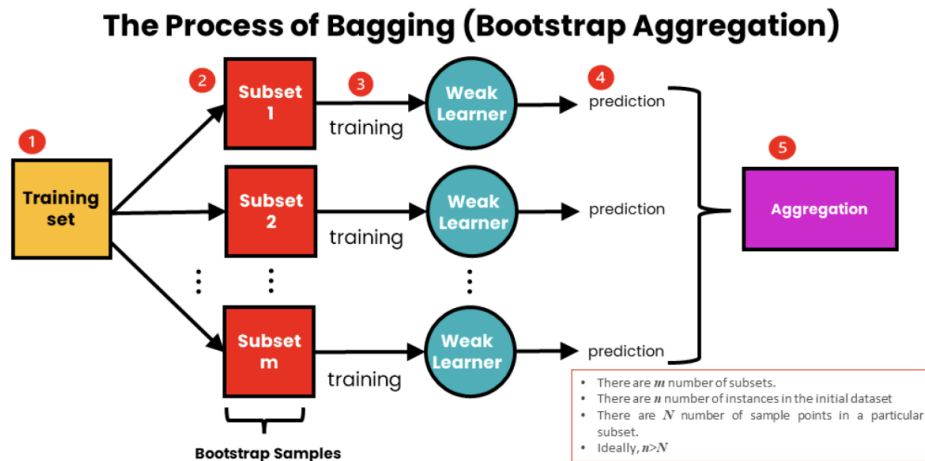 The Process of Bagging (Bootstrap Aggregation)
1
2
3
4
5
Training
set
Subset
1
training
Weak
Learner
prediction
Subset
2
training
Weak
Learner
prediction
Subset
m
training
Weak
Learner
prediction
Aggregation
Bootstrap Samples
• There are m number of subsets.
• There are n number of instances in the initial dataset
• There are N number of sample points in a particular
subset.
• Ideally, n>N